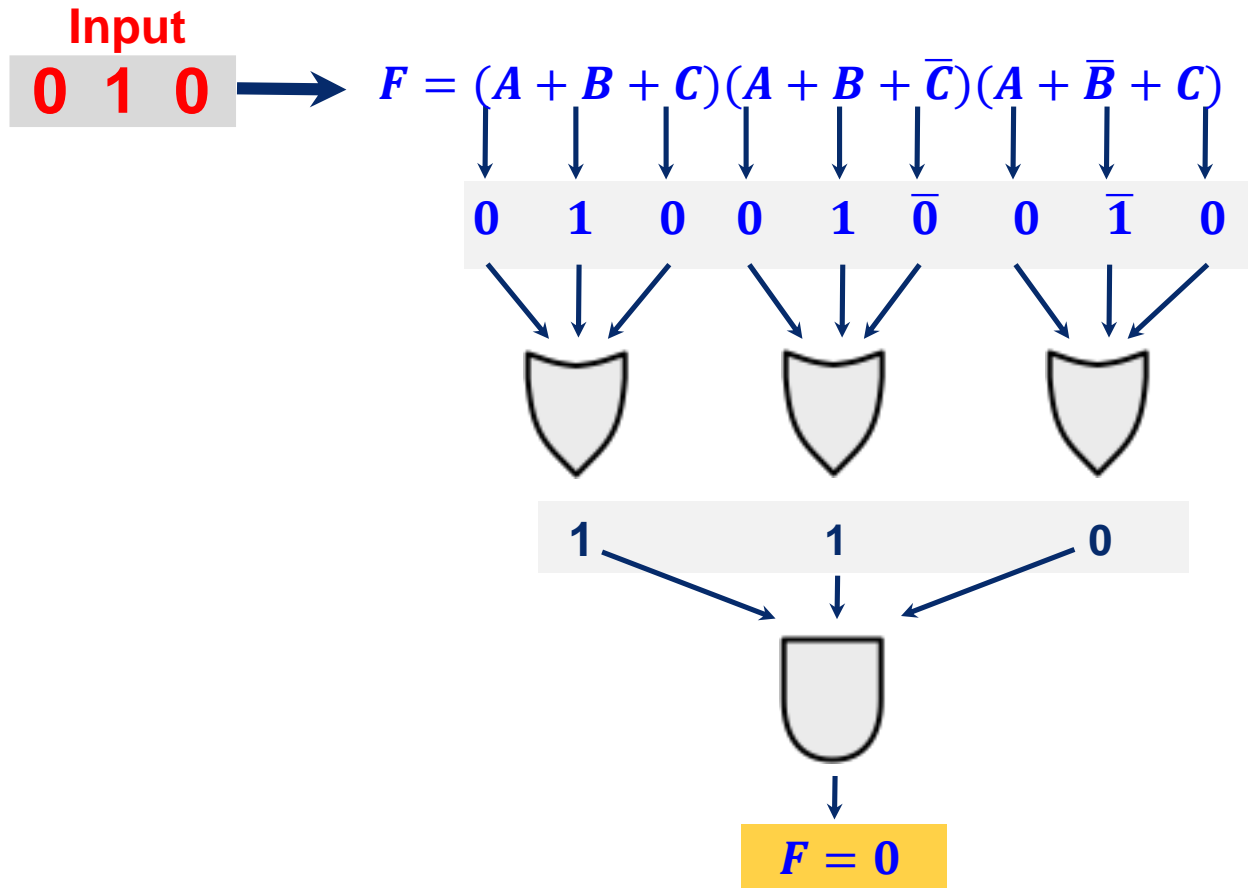 Input
0 1 0
F = (A + B + C)(A + B + C̅)(A + B̅ + C)
0 1 0 0 1 0̅ 0 1̅ 0
1 1 0
F = 0